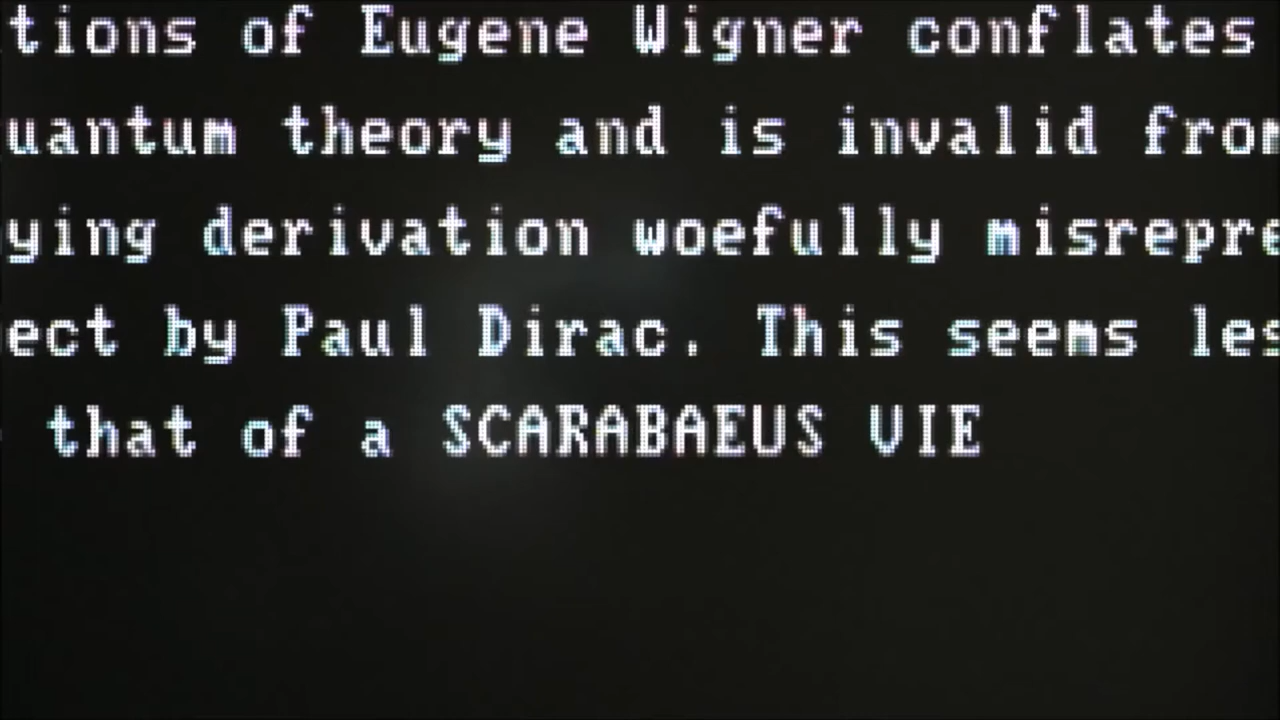 tions of Eugene Wigner conflates
uantum theory and is invalid from
ying derivation woefully misrepre
ect by Paul Dirac. This seems les
that of a SCARABAEUS VIE